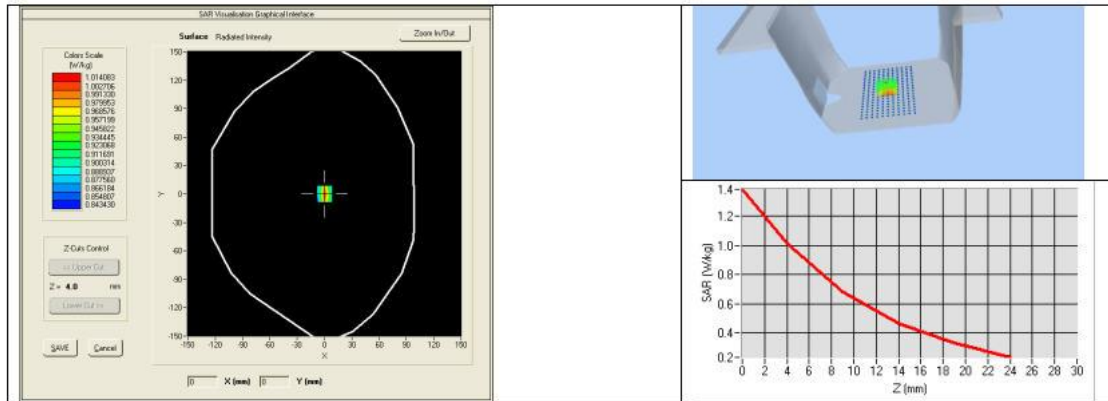 SAR Visualisation Graphical Interface
Surface Radiated Intensity
Zoom In/Out
Colors Scale
(W/kg)
1.014083
1.002706
0.991330
0.979953
0.968576
0.957199
0.945822
0.934445
0.923068
0.911691
0.900314
0.888937
0.877560
0.866184
0.854807
0.843430
Z-Cuts Control
<< Upper Cut
Z = 4.0 mm
Lower Cut >>
SAVE Cancel
150
120
90
60
30
0
-30
-60
-90
-120
-150
Y
-150 -120 -90 -60 -30 0 30 60 90 120 150
X
0 X (mm) 0 Y (mm)
1.4
1.2
1.0
0.8
0.6
0.4
0.2
SAR (W/kg)
0 2 4 6 8 10 12 14 16 18 20 22 24 26 28 30
Z (mm)